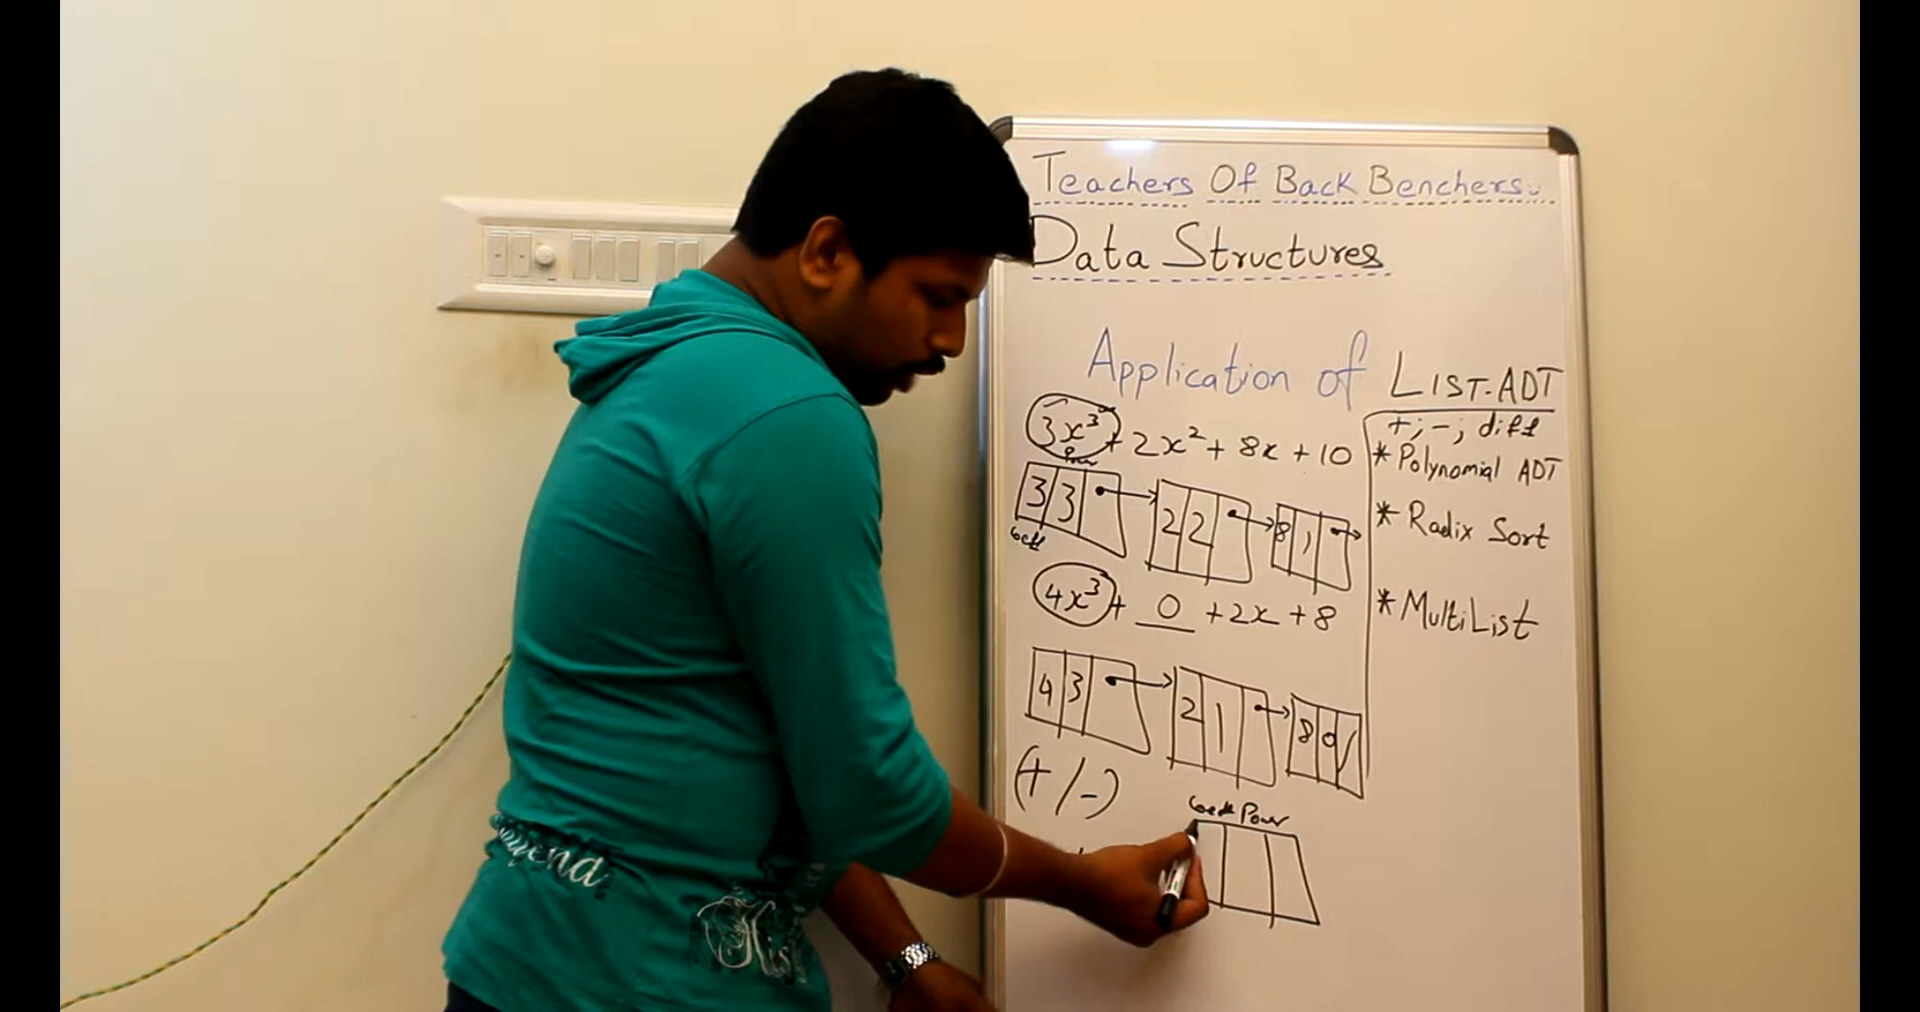 Teachers Of Back Benchers.
Data Structures
Application of LIST-ADT
+; -; diff
* Polynomial ADT
* Radix Sort
* MultiList
3x³ + 2x² + 8x + 10
Pow
3 3 2 2 8 1
Coeff
4x³ + 0 + 2x + 8
4 3 2 1 8 0
(+/-)
Coeff Power